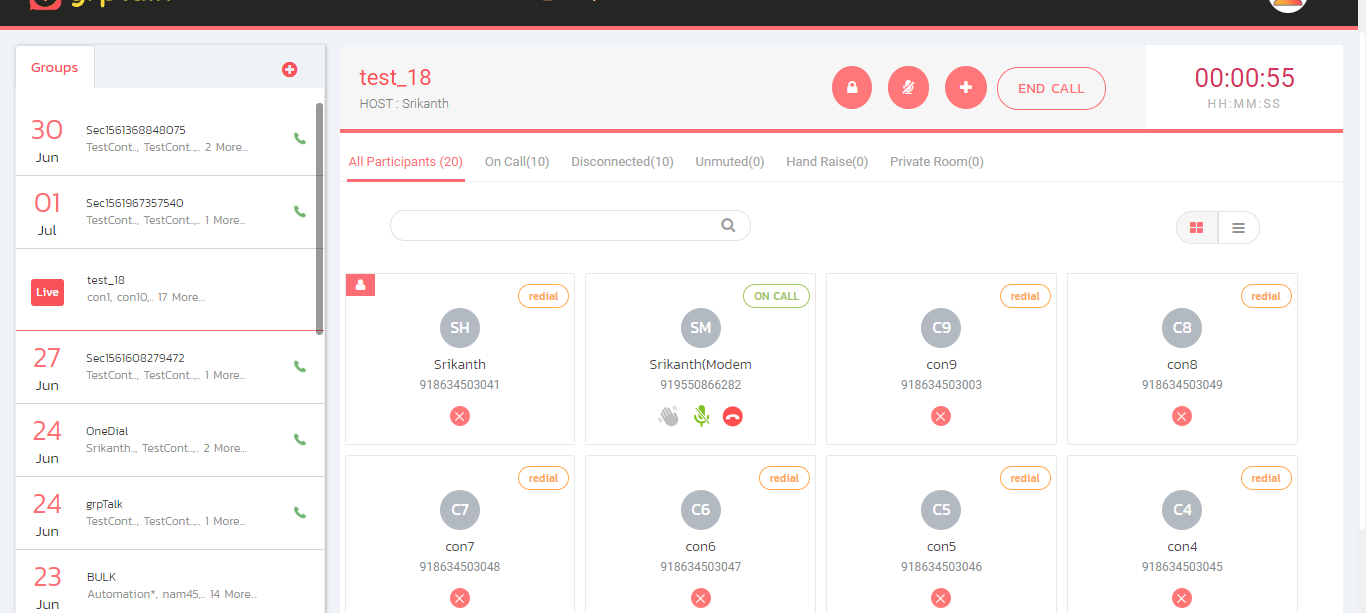 Groups
30
Jun
Sec1561368848075
TestCont.., TestCont..,.. 2 More...
01
Jul
Sec1561967357540
TestCont.., TestCont..,.. 1 More...
Live
test_18
con1, con10,.. 17 More...
27
Jun
Sec1561608279472
TestCont.., TestCont..,.. 1 More...
24
Jun
OneDial
Srikanth.., TestCont..,.. 2 More...
24
Jun
grpTalk
TestCont.., TestCont..,.. 1 More...
23
Jun
BULK
Automation*, nam45,.. 14 More...
test_18
HOST : Srikanth
END CALL
00:00:55
HH:MM:SS
All Participants (20) On Call(10) Disconnected(10) Unmuted(0) Hand Raise(0) Private Room(0)
redial
SH
Srikanth
918634503041
ON CALL
SM
Srikanth(Modem
919550866282
redial
C9
con9
918634503003
redial
C8
con8
918634503049
redial
C7
con7
918634503048
redial
C6
con6
918634503047
redial
C5
con5
918634503046
redial
C4
con4
918634503045